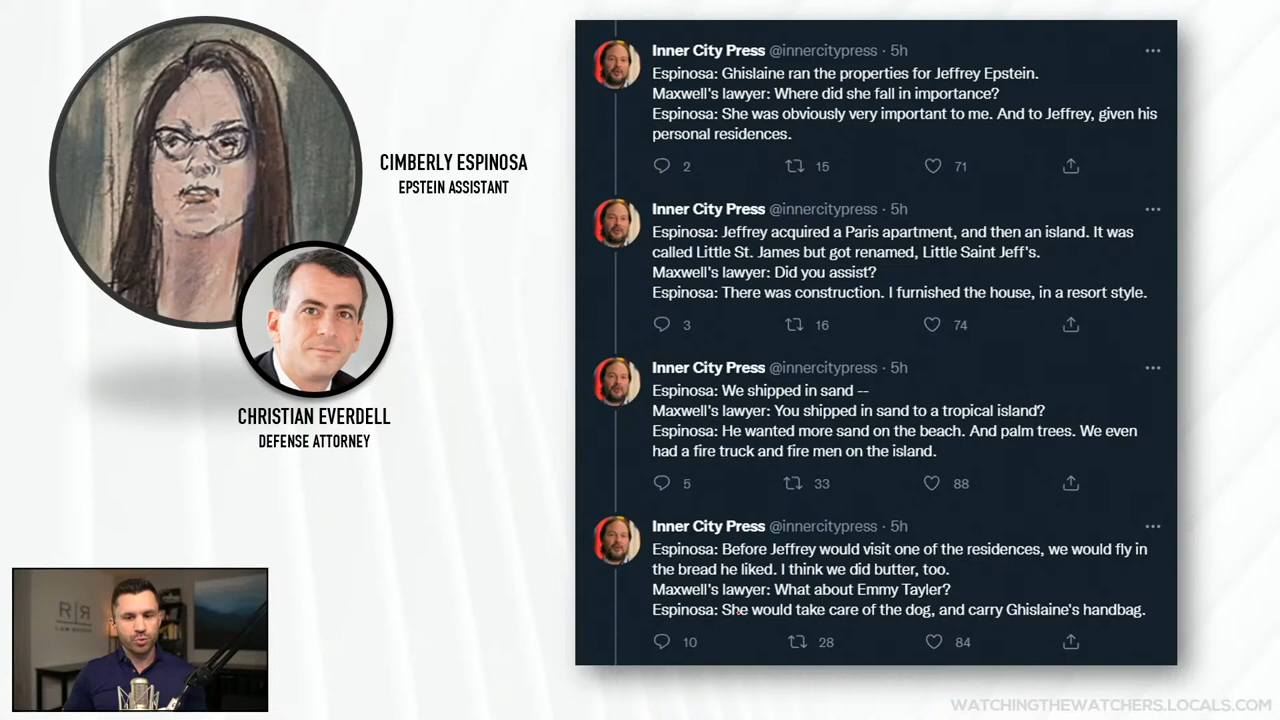 CIMBERLY ESPINOSA
EPSTEIN ASSISTANT
CHRISTIAN EVERDELL
DEFENSE ATTORNEY
Inner City Press @innercitypress · 5h
Espinosa: Ghislaine ran the properties for Jeffrey Epstein.
Maxwell's lawyer: Where did she fall in importance?
Espinosa: She was obviously very important to me. And to Jeffrey, given his
personal residences.
2 15 71
Inner City Press @innercitypress · 5h
Espinosa: Jeffrey acquired a Paris apartment, and then an island. It was
called Little St. James but got renamed, Little Saint Jeff's.
Maxwell's lawyer: Did you assist?
Espinosa: There was construction. I furnished the house, in a resort style.
3 16 74
Inner City Press @innercitypress · 5h
Espinosa: We shipped in sand --
Maxwell's lawyer: You shipped in sand to a tropical island?
Espinosa: He wanted more sand on the beach. And palm trees. We even
had a fire truck and fire men on the island.
5 33 88
Inner City Press @innercitypress · 5h
Espinosa: Before Jeffrey would visit one of the residences, we would fly in
the bread he liked. I think we did butter, too.
Maxwell's lawyer: What about Emmy Tayler?
Espinosa: She would take care of the dog, and carry Ghislaine's handbag.
10 28 84
R|R
LAW GROUP
WATCHINGTHEWATCHERS.LOCALS.COM